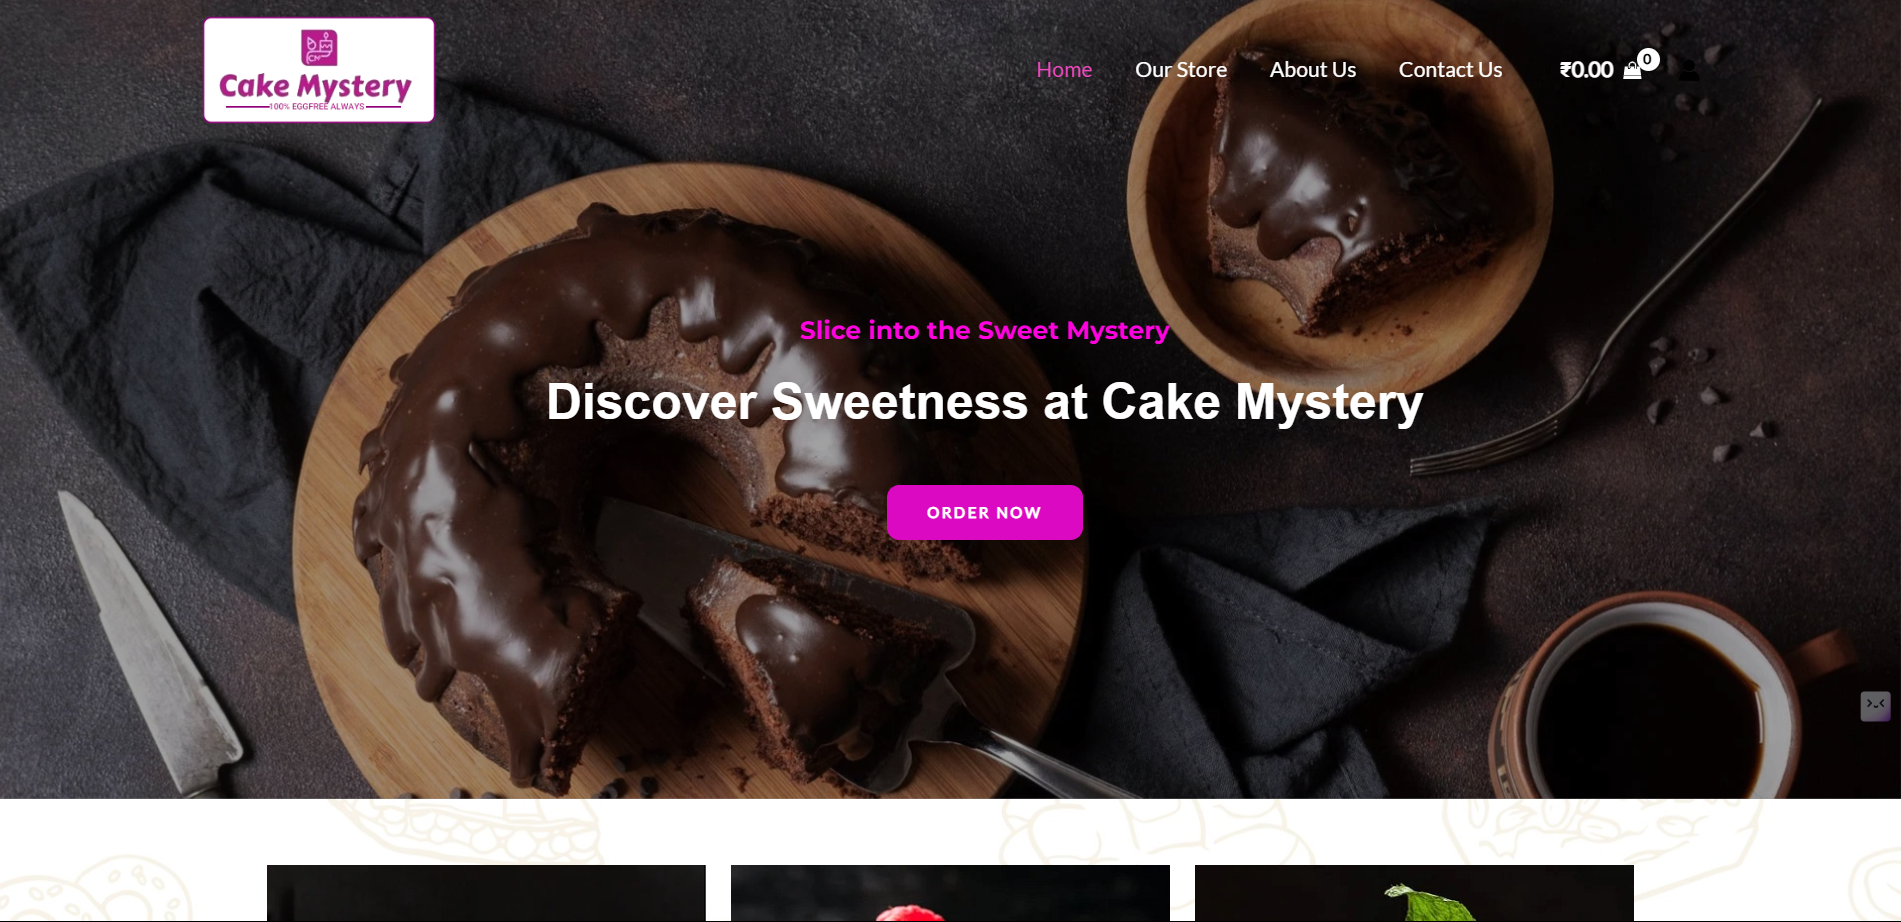 Cake Mystery
100% EGGFREE ALWAYS
Home
Our Store
About Us
Contact Us
₹0.00
0
Slice into the Sweet Mystery
Discover Sweetness at Cake Mystery
ORDER NOW